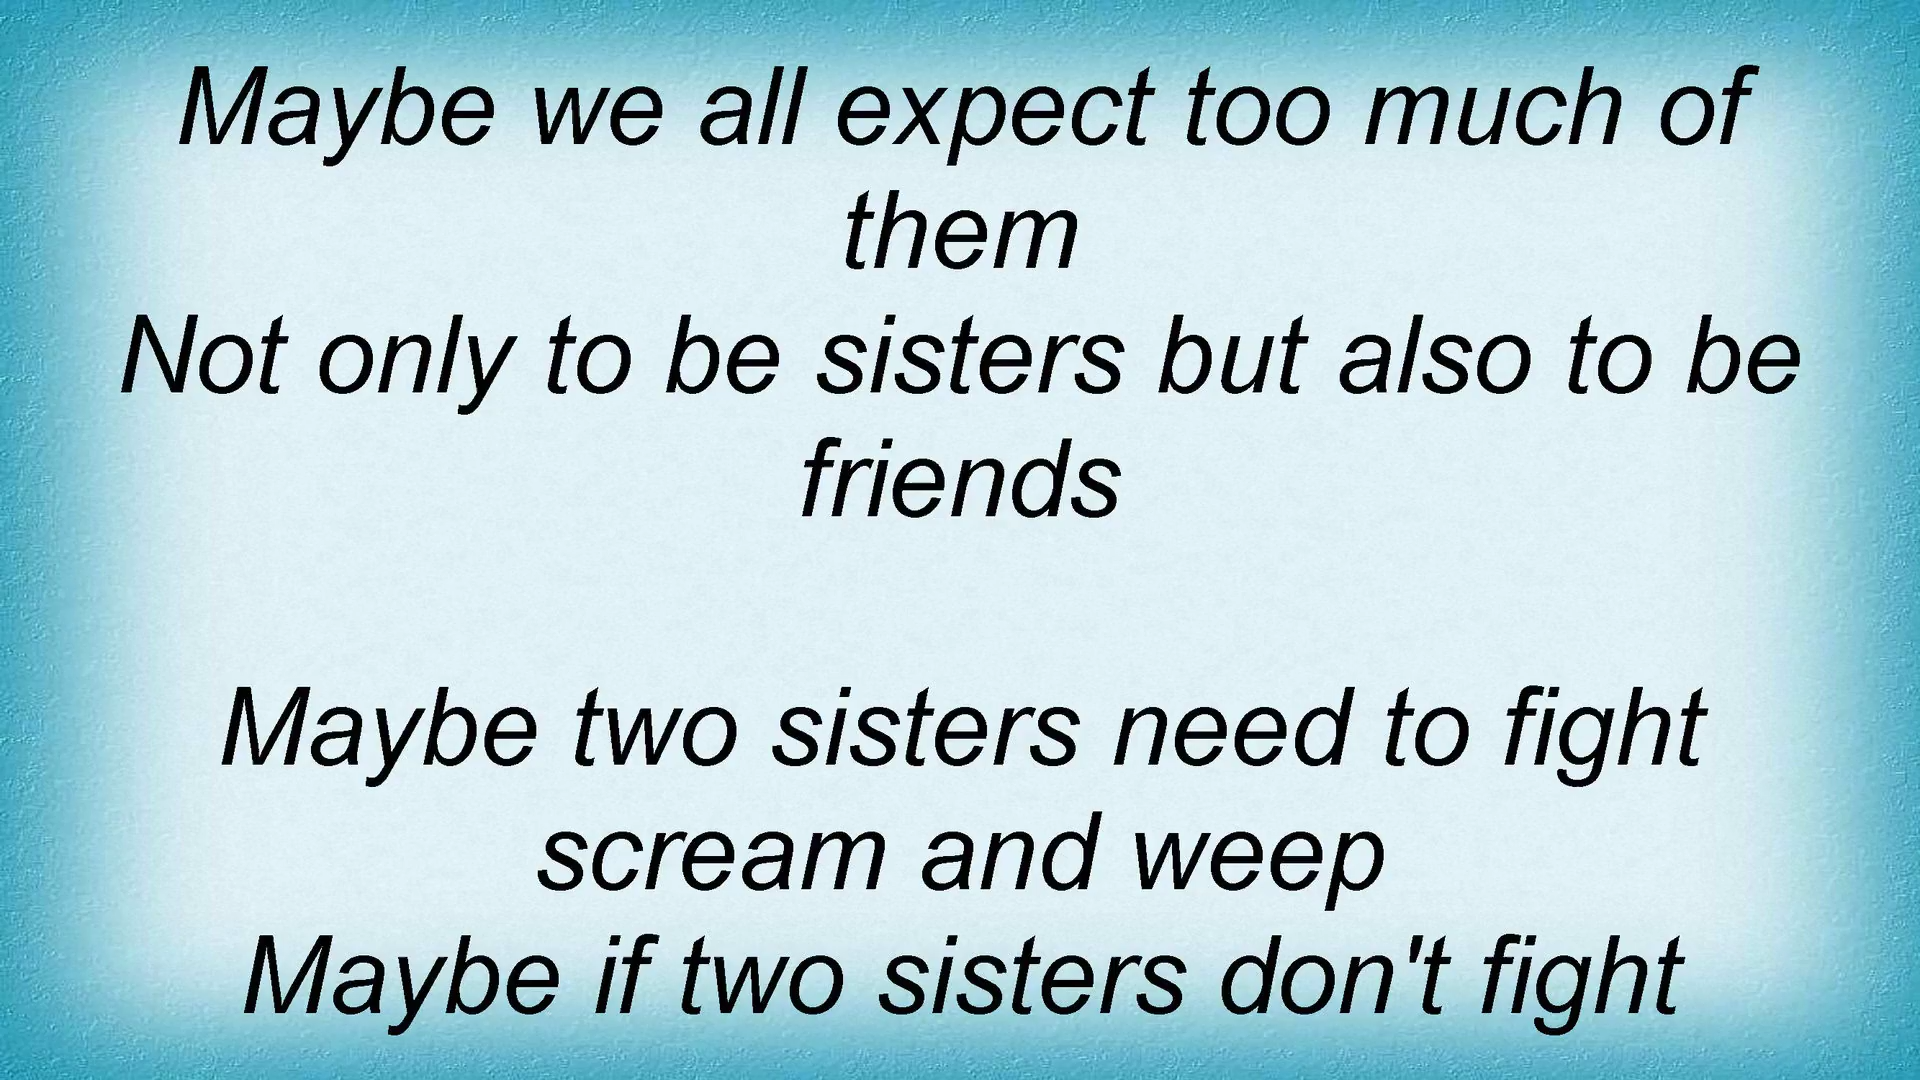 Maybe we all expect too much of
them
Not only to be sisters but also to be
friends
Maybe two sisters need to fight
scream and weep
Maybe if two sisters don't fight